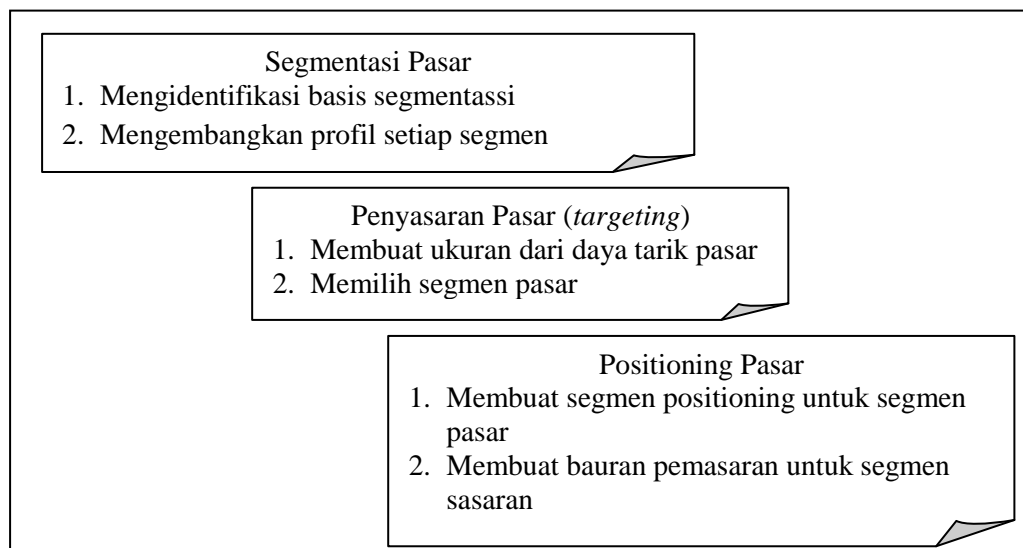 Segmentasi Pasar
1. Mengidentifikasi basis segmentassi
2. Mengembangkan profil setiap segmen
Penyasaran Pasar (targeting)
1. Membuat ukuran dari daya tarik pasar
2. Memilih segmen pasar
Positioning Pasar
1. Membuat segmen positioning untuk segmen
pasar
2. Membuat bauran pemasaran untuk segmen
sasaran